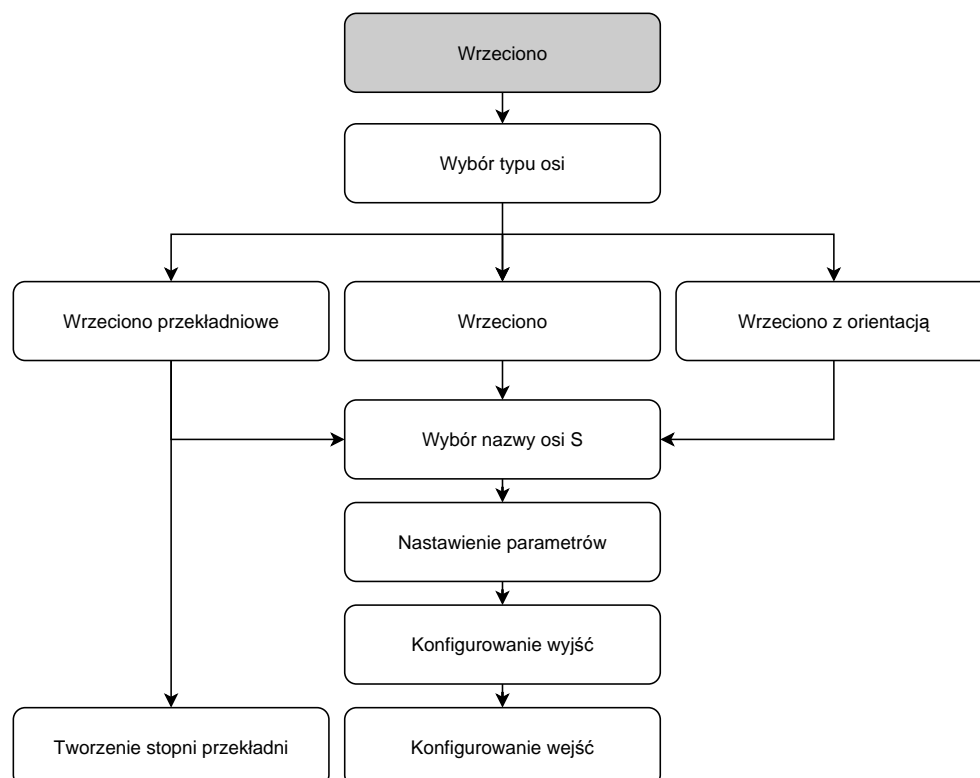 Wrzeciono
Wybór typu osi
Wrzeciono przekładniowe
Wrzeciono
Wrzeciono z orientacją
Wybór nazwy osi S
Nastawienie parametrów
Konfigurowanie wyjść
Tworzenie stopni przekładni
Konfigurowanie wejść